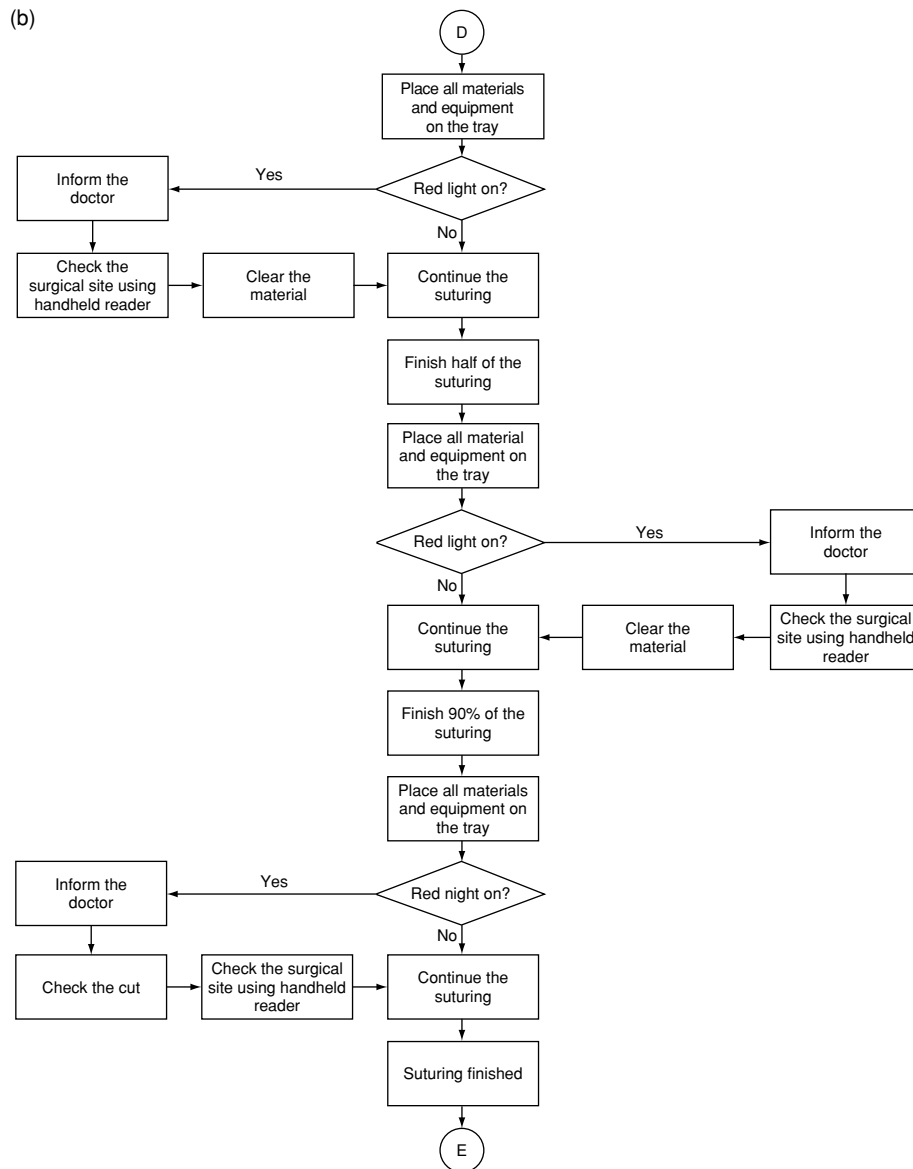 (b)
D
Place all materials
and equipment
on the tray
Red light on?
Yes
No
Inform the
doctor
Check the
surgical site using
handheld reader
Clear the
material
Continue the
suturing
Finish half of the
suturing
Place all material
and equipment on
the tray
Red light on?
Yes
No
Inform the
doctor
Check the surgical
site using handheld
reader
Clear the
material
Continue the
suturing
Finish 90% of the
suturing
Place all materials
and equipment on
the tray
Red night on?
Yes
No
Inform the
doctor
Check the cut
Check the surgical
site using handheld
reader
Continue the
suturing
Suturing finished
E